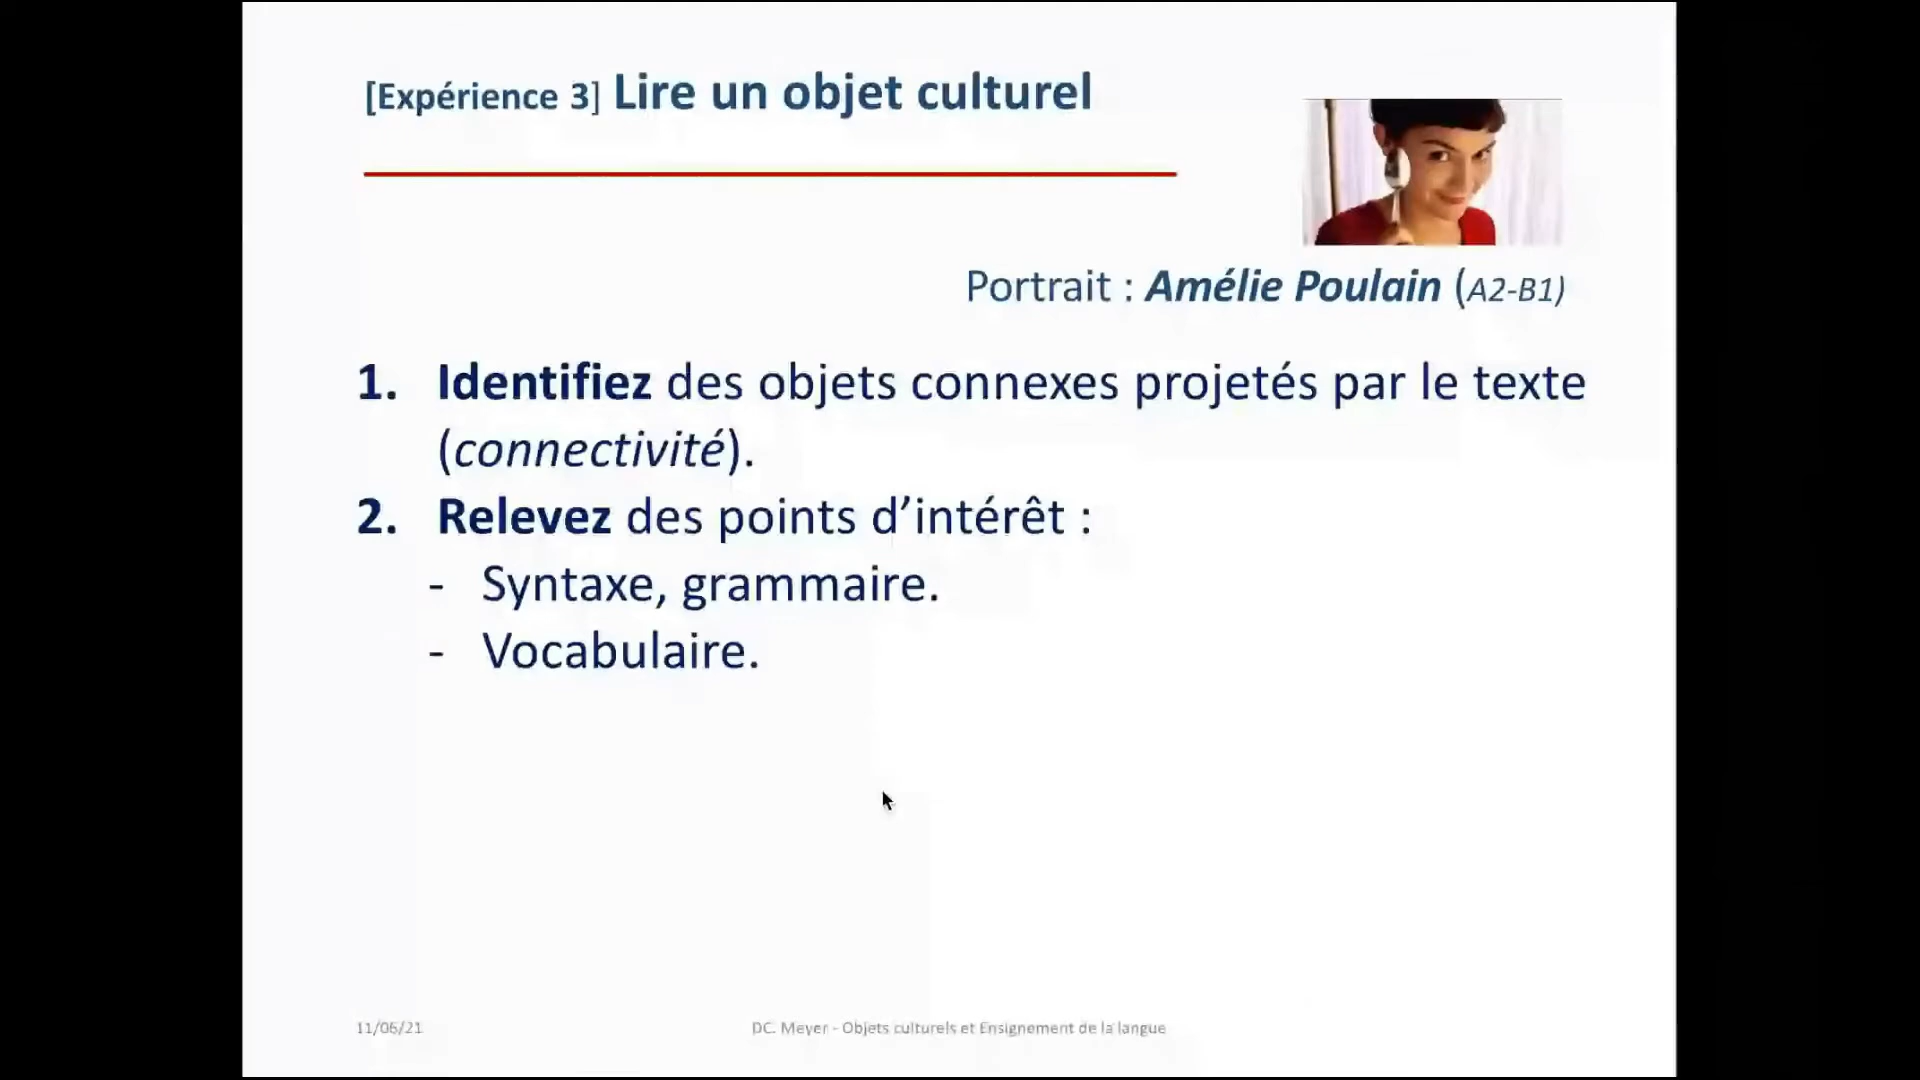 [Expérience 3] Lire un objet culturel
Portrait : Amélie Poulain (A2-B1)
1. Identifiez des objets connexes projetés par le texte
(connectivité).
2. Relevez des points d’intérêt :
- Syntaxe, grammaire.
- Vocabulaire.
11/06/21
DC. Meyer - Objets culturels et Ensignement de la langue